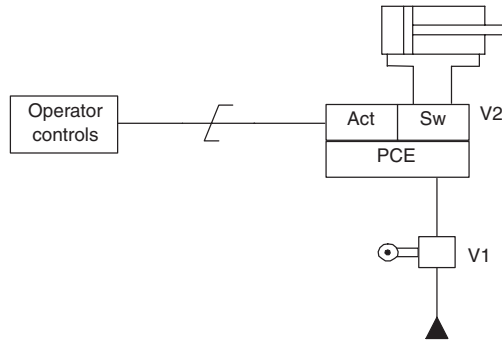 Operator
controls
Act
Sw
V2
PCE
V1